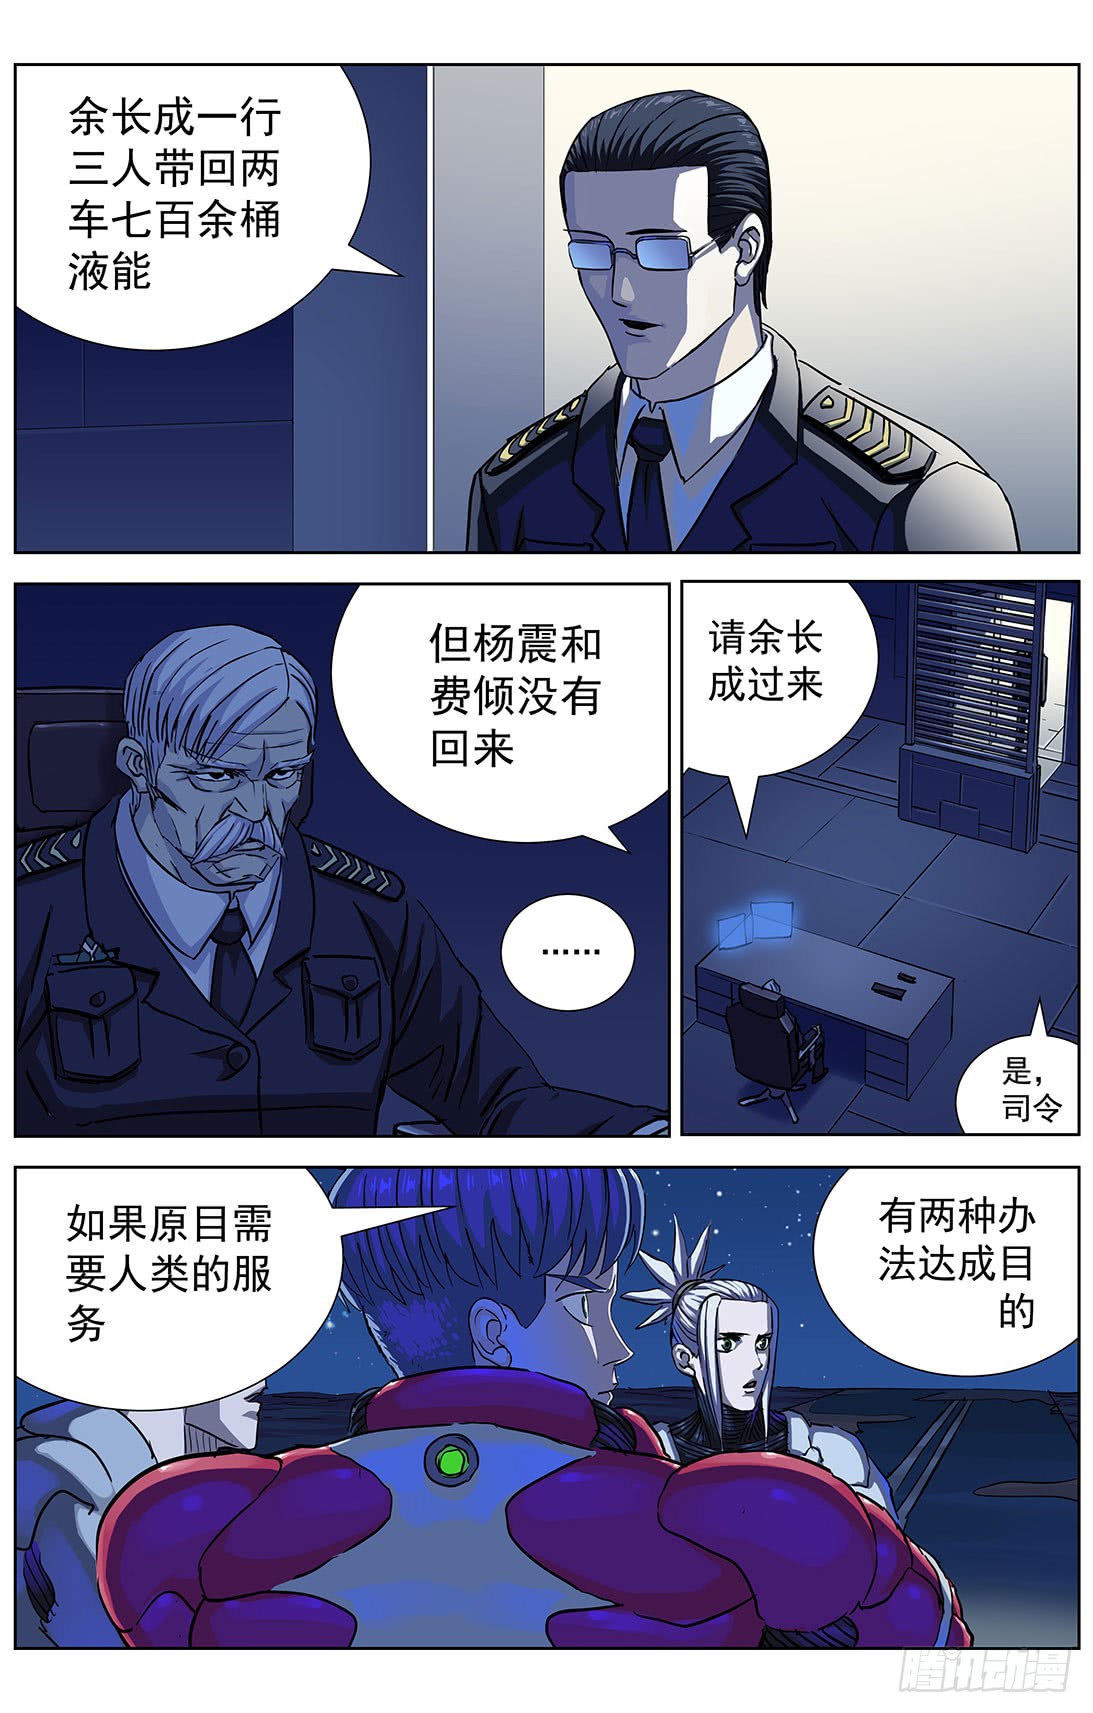 余长成一行
三人带回两
车七百余桶
液能
但杨震和
费倾没有
回来
……
请余长
成过来
是，
司令
如果原目需
要人类的服
务
有两种办
法达成目
的
腾讯动漫